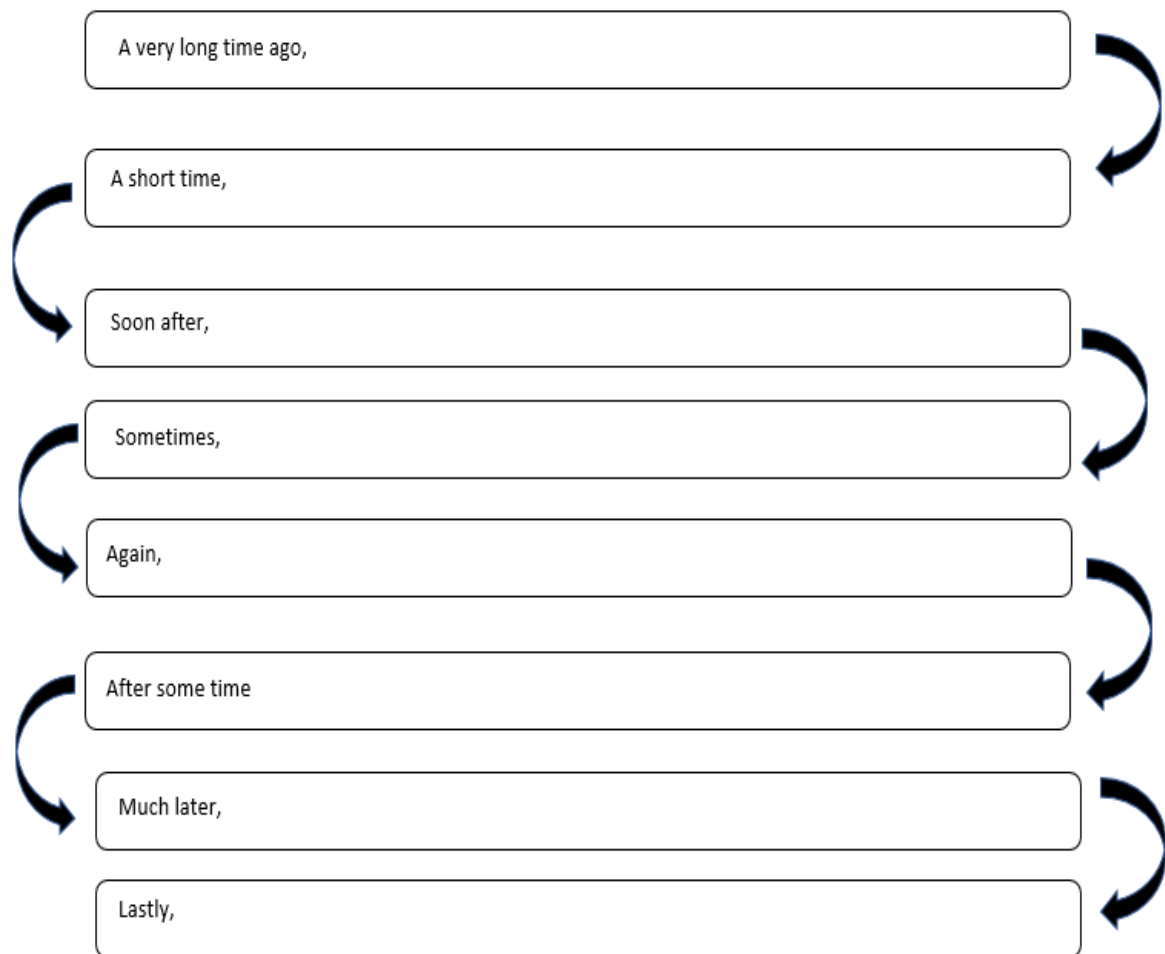 A very long time ago,
A short time,
Soon after,
Sometimes,
Again,
After some time
Much later,
Lastly,